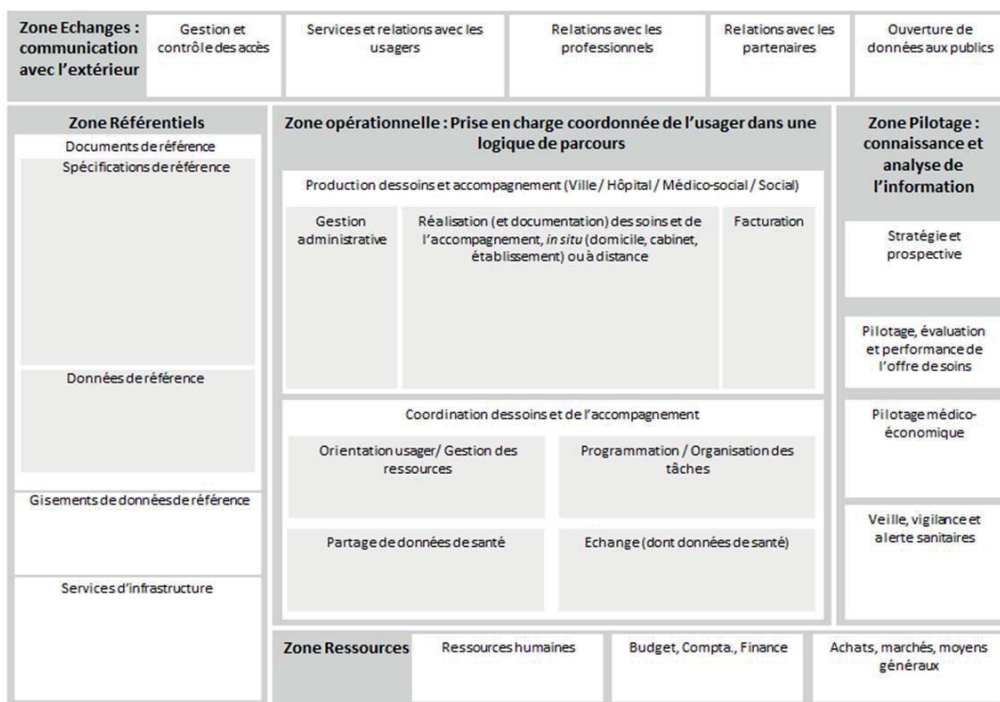 Zone Echanges :
communication
avec l'extérieur
Gestion et
contrôle des accès
Services et relations avec les
usagers
Relations avec les
professionnels
Relations avec les
partenaires
Ouverture de
données aux publics
Zone Référentiels
Documents de référence
Spécifications de référence
Données de référence
Gisements de données de référence
Services d'infrastructure
Zone opérationnelle : Prise en charge coordonnée de l'usager dans une
logique de parcours
Production des soins et accompagnement (Ville / Hôpital / Médico-social / Social)
Gestion
administrative
Réalisation (et documentation) des soins et de
l'accompagnement, in situ (domicile, cabinet,
établissement) ou à distance
Facturation
Coordination des soins et de l'accompagnement
Orientation usager/ Gestion des
ressources
Programmation / Organisation des
tâches
Partage de données de santé
Echange (dont données de santé)
Zone Pilotage :
connaissance et
analyse de
l'information
Stratégie et
prospective
Pilotage, évaluation
et performance de
l'offre de soins
Pilotage médico-
économique
Veille, vigilance et
alerte sanitaires
Zone Ressources
Ressources humaines
Budget, Compta., Finance
Achats, marchés, moyens
généraux